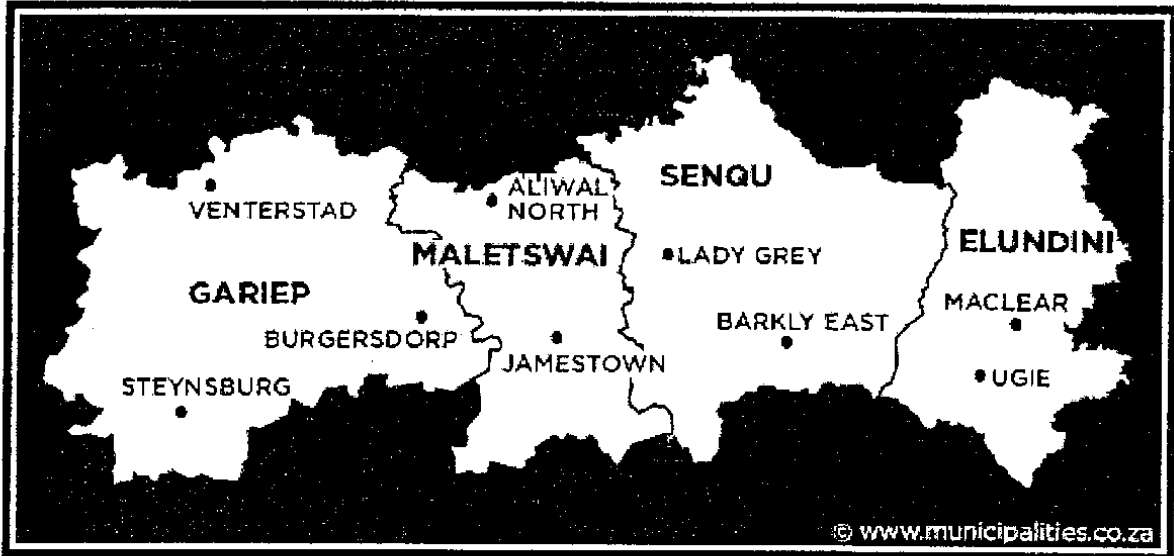 VENTERSTAD
GARIEP
BURGERSDORP
STEYNSBURG
ALIWAL
NORTH
MALETSWAI
JAMESTOWN
SENQU
LADY GREY
BARKLY EAST
ELUNDINI
MACLEAR
UGIE
© www.municipalities.co.za